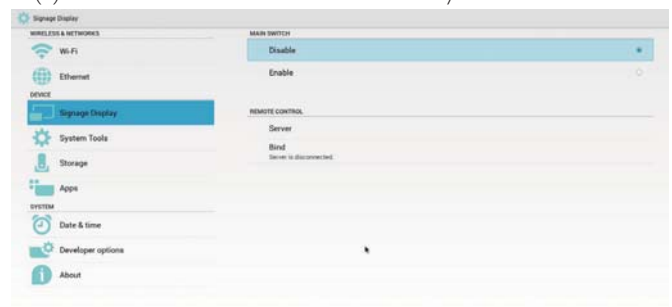 Signage Display
WIRELESS & NETWORKS
Wi-Fi
Ethernet
DEVICE
Signage Display
System Tools
Storage
Apps
SYSTEM
Date & time
Developer options
About
MAIN SWITCH
Disable
Enable
REMOTE CONTROL
Server
Bind
Server is disconnected.